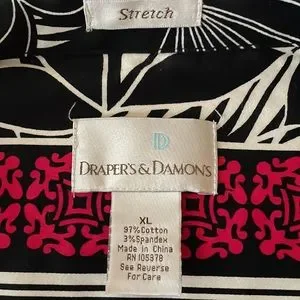 Stretch
D
DRAPER'S & DAMON'S
XL
97% Cotton
3% Spandex
Made in China
RN 105978
See Reverse
For Care